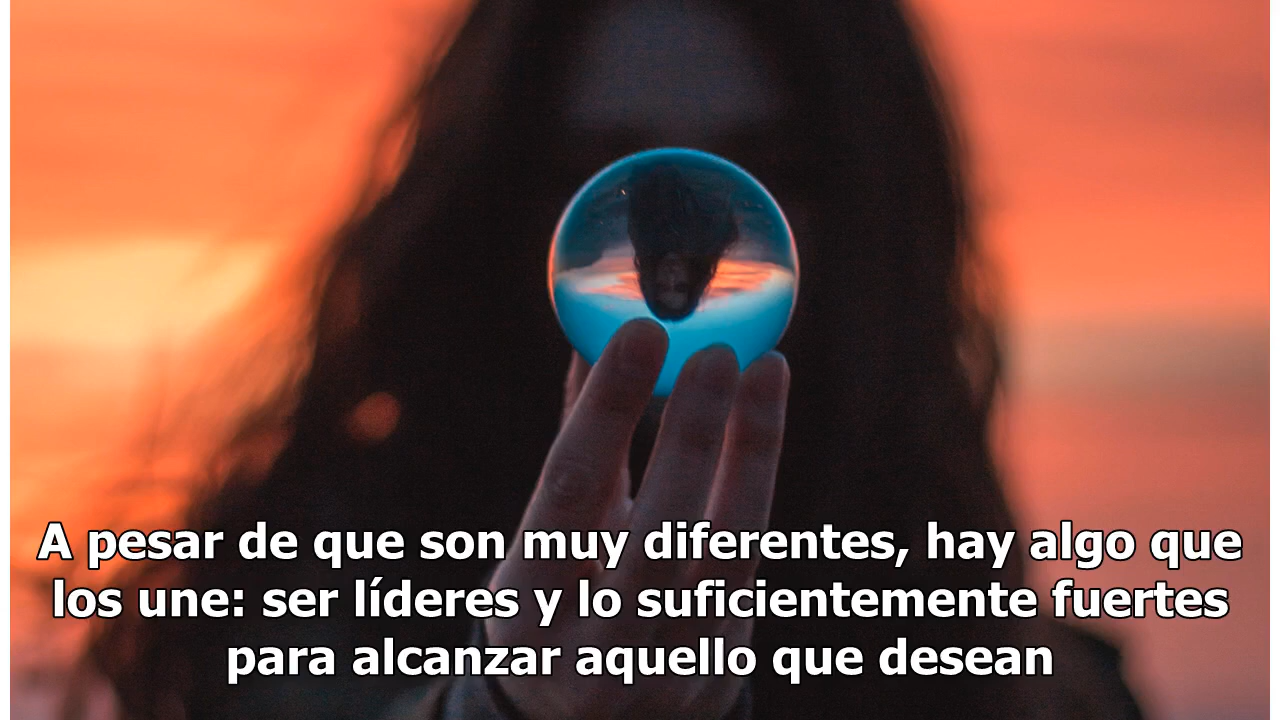 A pesar de que son muy diferentes, hay algo que
los une: ser líderes y lo suficientemente fuertes
para alcanzar aquello que desean